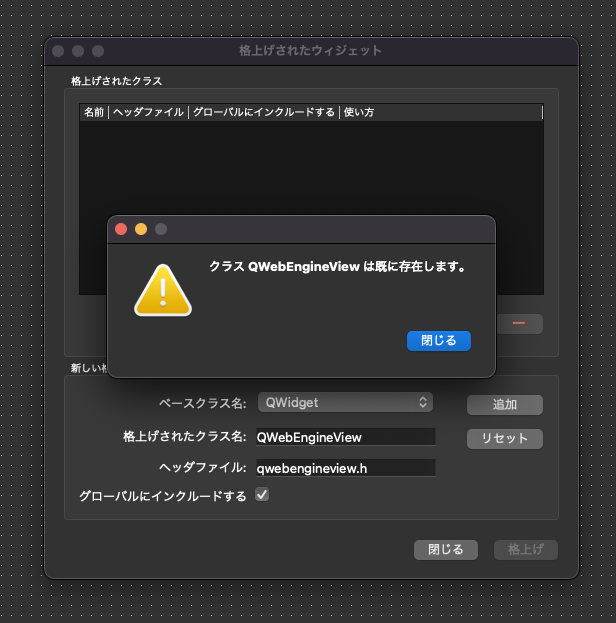 格上げされたウィジェット
格上げされたクラス
名前 ヘッダファイル グローバルにインクルードする 使い方
クラス QWebEngineView は既に存在します。
閉じる
新しい格
ベースクラス名: QWidget 追加
格上げされたクラス名: QWebEngineView リセット
ヘッダファイル: qwebengineview.h
グローバルにインクルードする
閉じる 格上げ